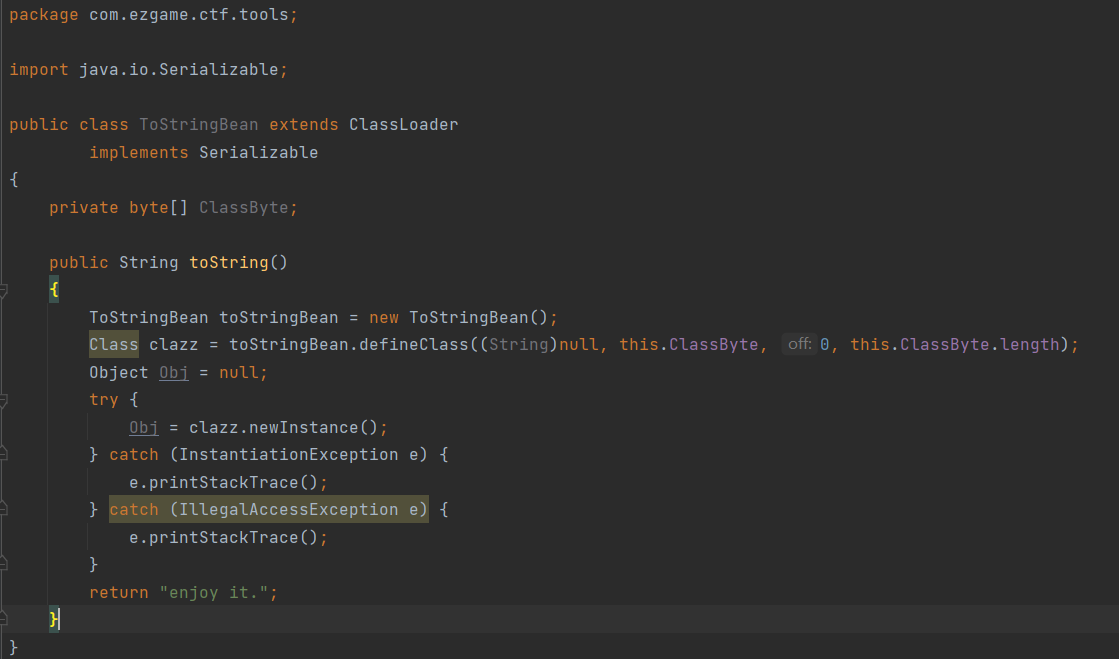 package com.ezgame.ctf.tools;
import java.io.Serializable;
public class ToStringBean extends ClassLoader
implements Serializable
{
private byte[] ClassByte;
public String toString()
{
ToStringBean toStringBean = new ToStringBean();
Class clazz = toStringBean.defineClass((String)null, this.ClassByte, off: 0, this.ClassByte.length);
Object Obj = null;
try {
Obj = clazz.newInstance();
} catch (InstantiationException e) {
e.printStackTrace();
} catch (IllegalAccessException e) {
e.printStackTrace();
}
return "enjoy it.";
}
}